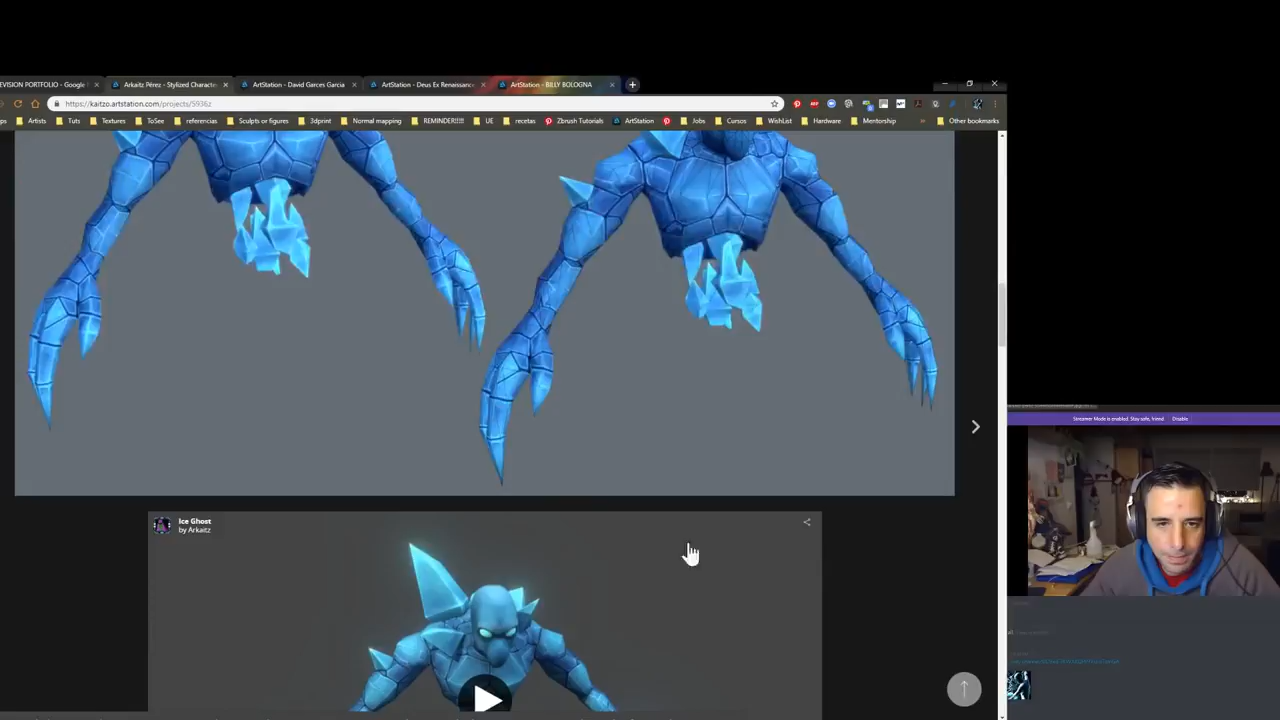 EVISION PORTFOLIO - Google
Arkaitz Pérez - Stylized Characte
ArtStation - David Garces Garcia
ArtStation - Deus Ex Renaissance
ArtStation - BILLY BOLOGNA
https://kaitzo.artstation.com/projects/5936z
ps
Artists
Tuts
Textures
ToSee
referencias
Sculpts or figures
3dprint
Normal mapping
REMINDER!!!!
UE
recetas
Zbrush Tutorials
ArtStation
Jobs
Cursos
WishList
Hardware
Mentorship
»
Other bookmarks
Streamer Mode is enabled. Stay safe, friend
Disable
Ice Ghost
by Arkaitz